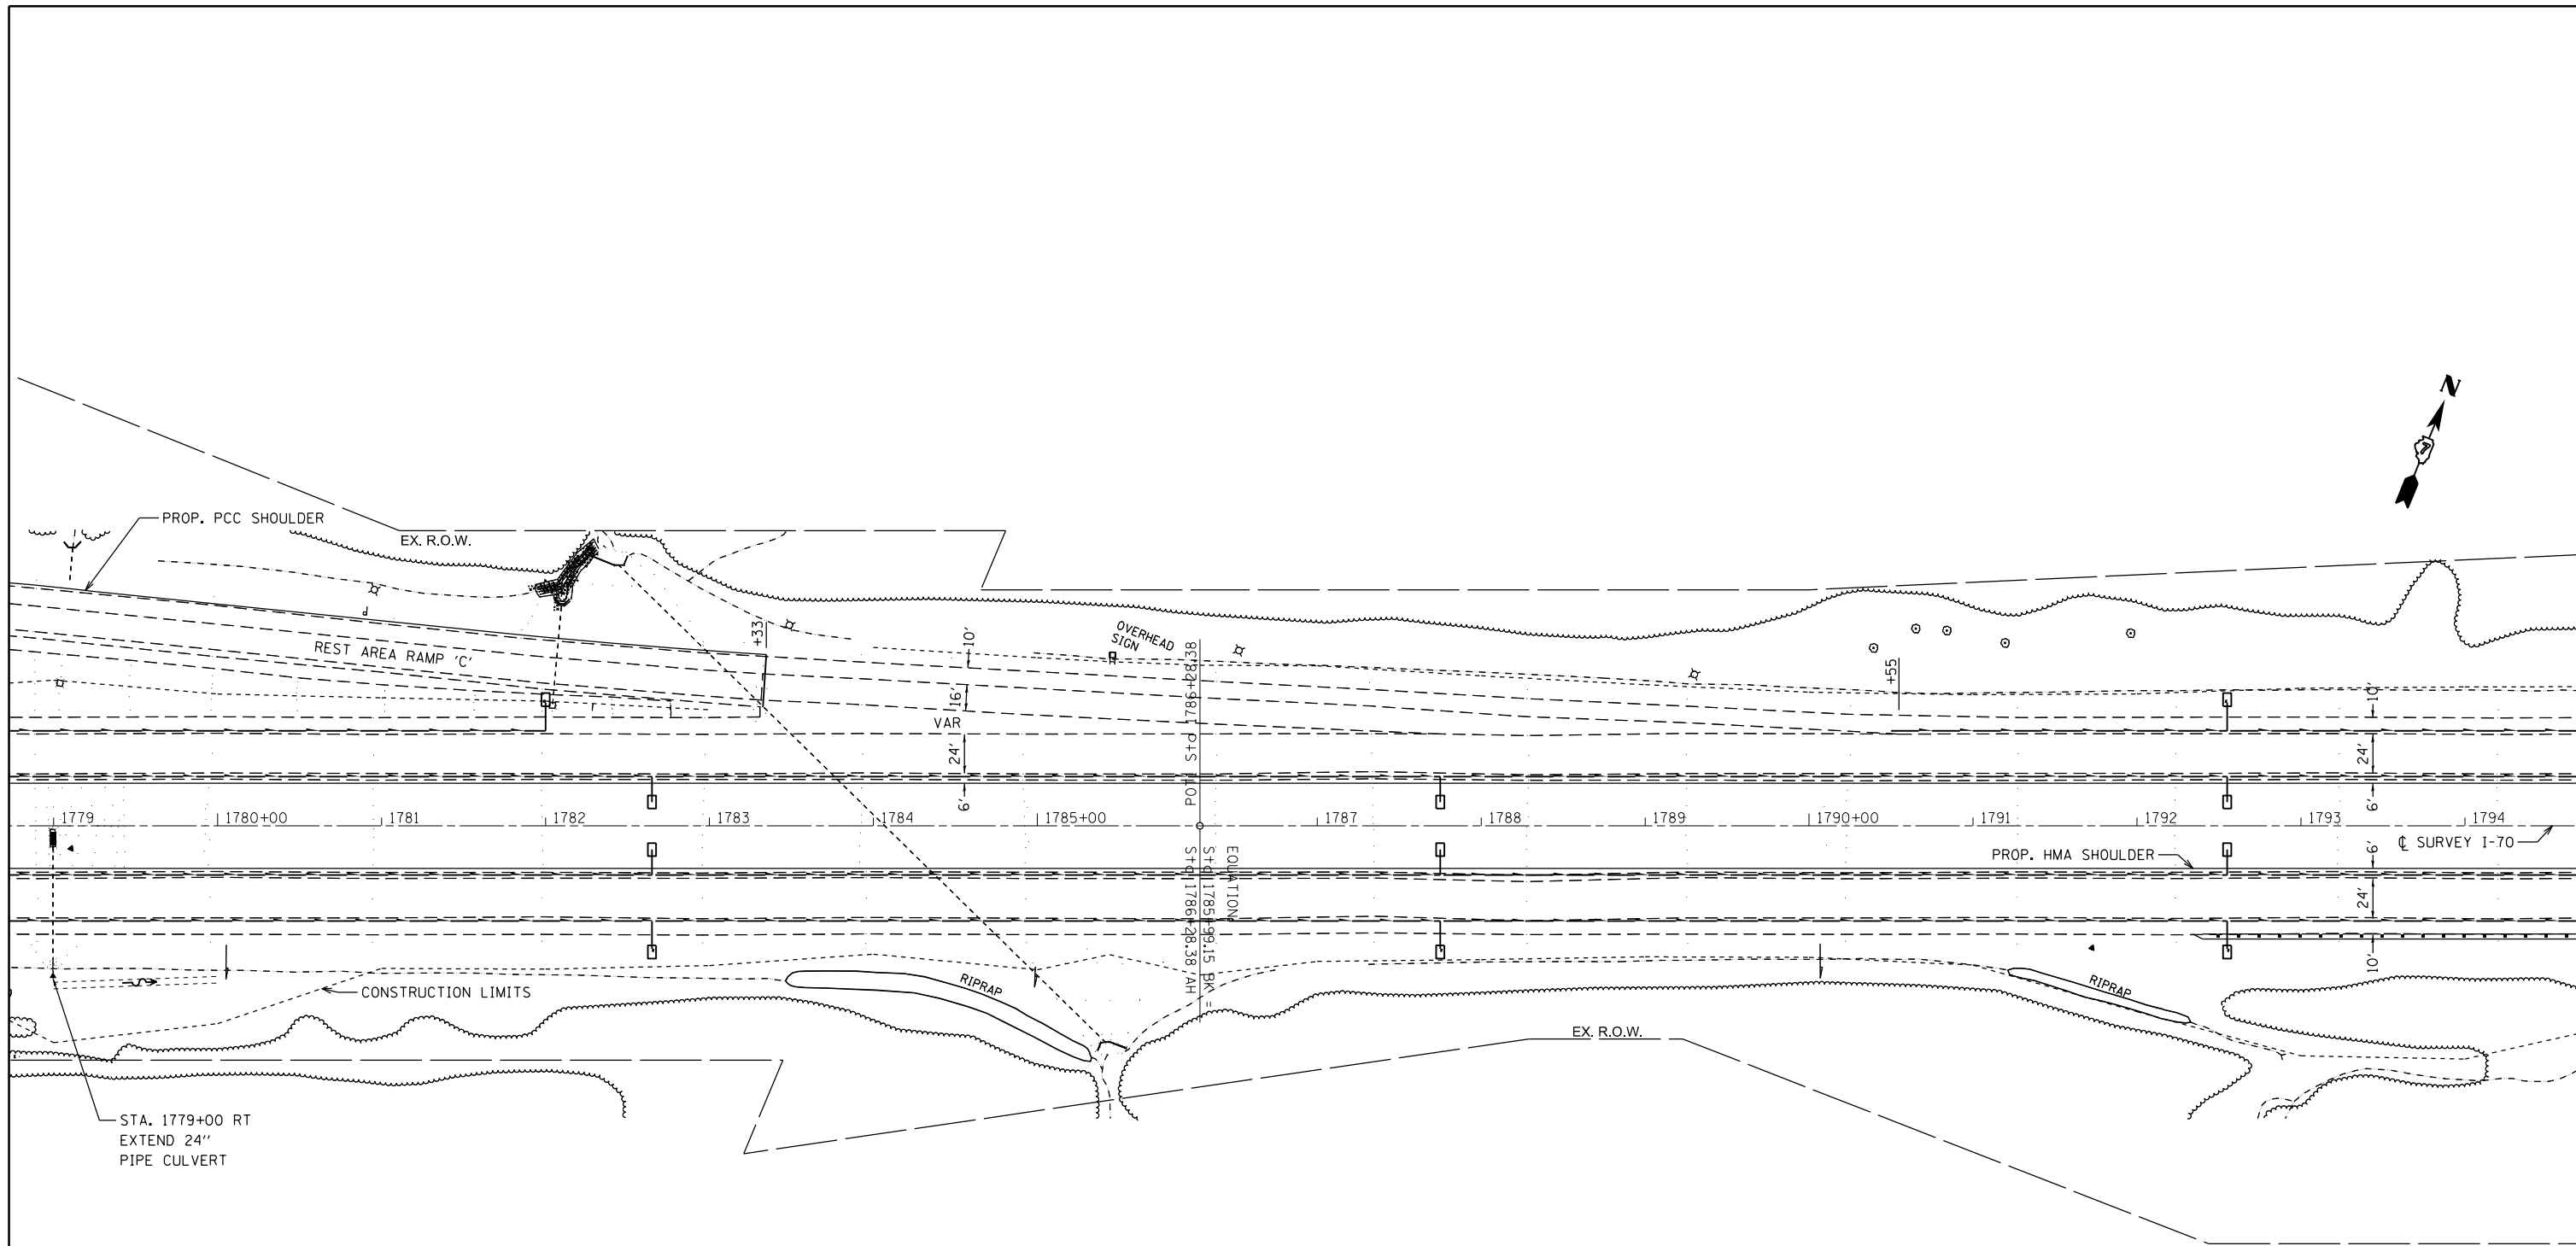 N
PROP. PCC SHOULDER
EX. R.O.W.
REST AREA RAMP 'C'
+33
OVERHEAD
SIGN
POT Sta 1786+28.38
+55
10'
16'
VAR
24'
6'
10'
24'
6'
1779
1780+00
1781
1782
1783
1784
1785+00
1787
1788
1789
1790+00
1791
1792
1793
1794
EQUATION
Sta 1785+99.15 BK =
Sta 1786+28.38 AH
PROP. HMA SHOULDER
6'
℄ SURVEY I-70
24'
10'
CONSTRUCTION LIMITS
RIPRAP
RIPRAP
EX. R.O.W.
STA. 1779+00 RT
EXTEND 24''
PIPE CULVERT